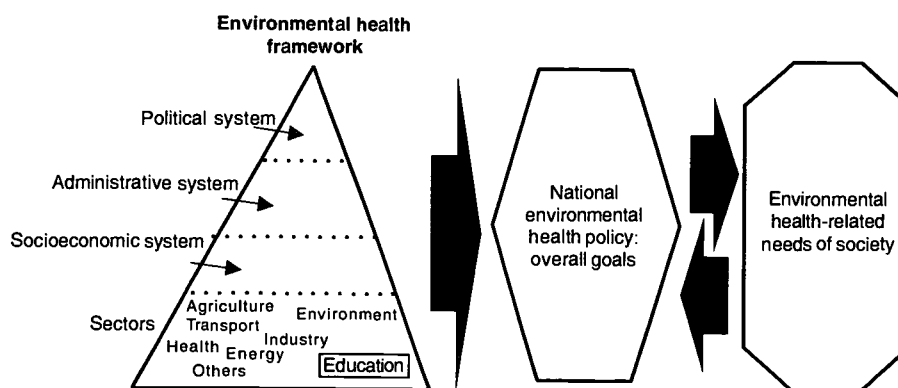 Environmental health
framework
Political system
Administrative system
Socioeconomic system
Sectors
Agriculture
Transport
Environment
Industry
Health
Energy
Others
Education
National
environmental
health policy:
overall goals
Environmental
health-related
needs of society